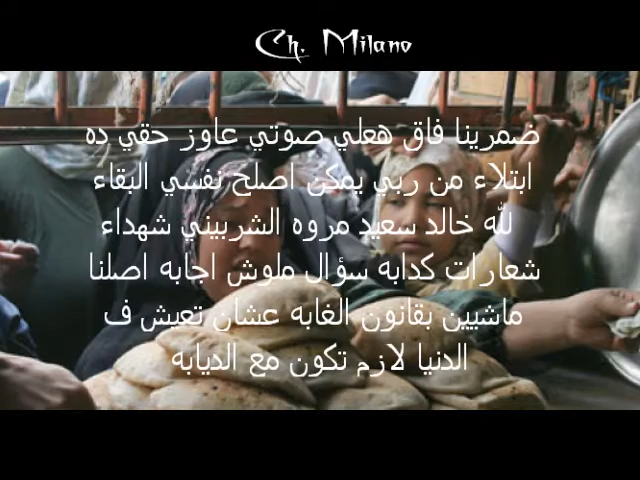 Ch. Milano
ضمرينا فاق هعلي صوتي عاوز حقي ده
ابتلاء من ربي يمكن اصلح نفسي البقاء
لله خالد سعيد مروه الشربيني شهداء
شعارات كدابه سؤال ملوش اجابه اصلنا
ماشيين بقانون الغابه عشان تعيش ف
الدنيا لازم تكون مع الديابه